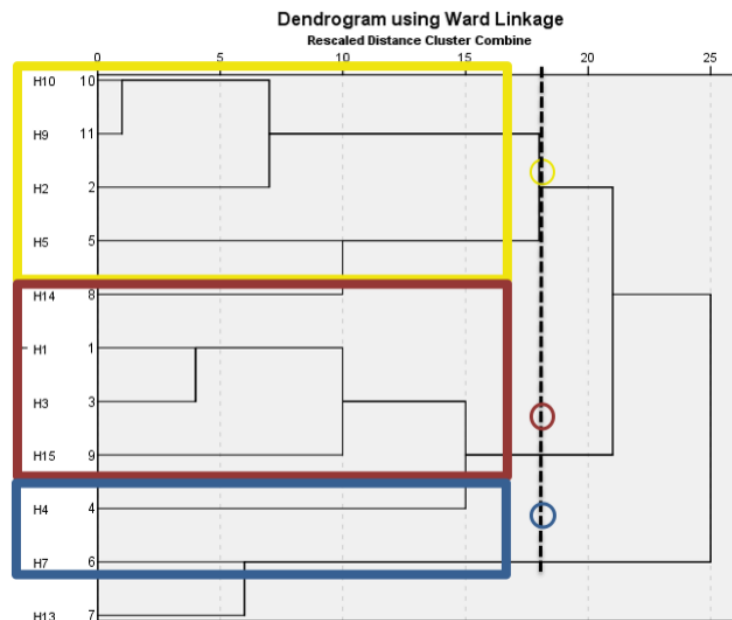 Dendrogram using Ward Linkage
Rescaled Distance Cluster Combine
0 5 10 15 20 25
H10 10
H9 11
H2 2
H5 5
H14 8
H1 1
H3 3
H15 9
H4 4
H7 6
H13 7